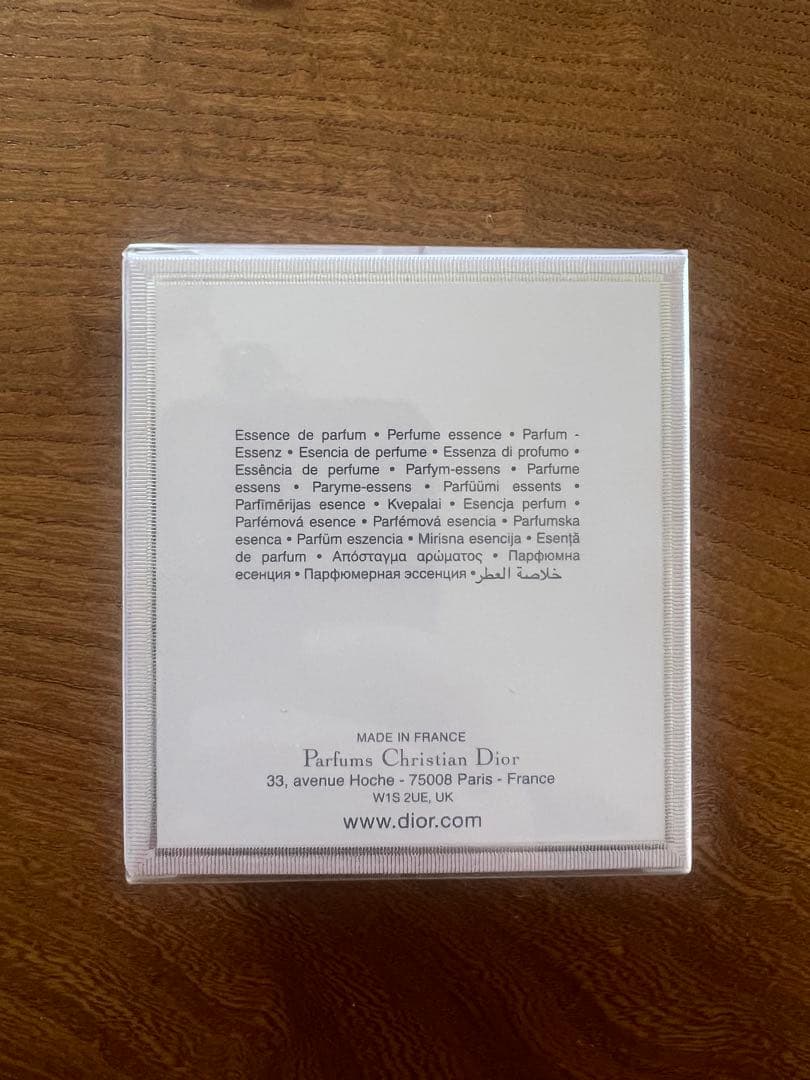 Essence de parfum • Perfume essence • Parfum -
Essenz • Esencia de perfume • Essenza di profumo •
Essência de perfume • Parfym-essens • Parfume
essens • Paryme-essens • Parfüümi essents •
Parfīmērijas esence • Kvepalai • Esencja perfum •
Parfémová esence • Parfémová esencia • Parfumska
esenca • Parfüm eszencia • Mirisna esencija • Esenţă
de parfum • Απόσταγμα αρώματος • Парфюмна
есенция • Парфюмерная эссенция • خلاصة العطر
MADE IN FRANCE
Parfums Christian Dior
33, avenue Hoche - 75008 Paris - France
W1S 2UE, UK
www.dior.com